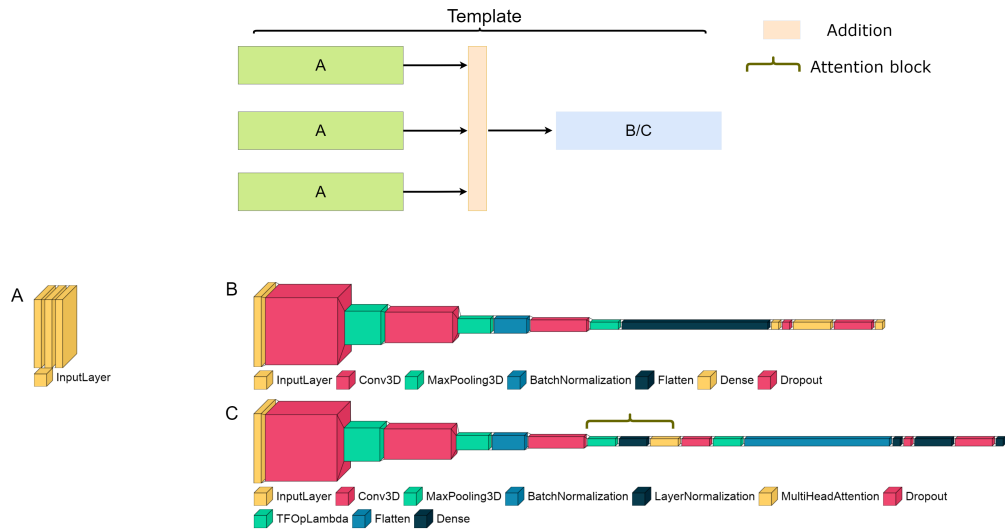 Template
Addition
Attention block
A
A
A
B/C
A
InputLayer
B
InputLayer Conv3D MaxPooling3D BatchNormalization Flatten Dense Dropout
C
InputLayer Conv3D MaxPooling3D BatchNormalization LayerNormalization MultiHeadAttention Dropout
TFOpLambda Flatten Dense